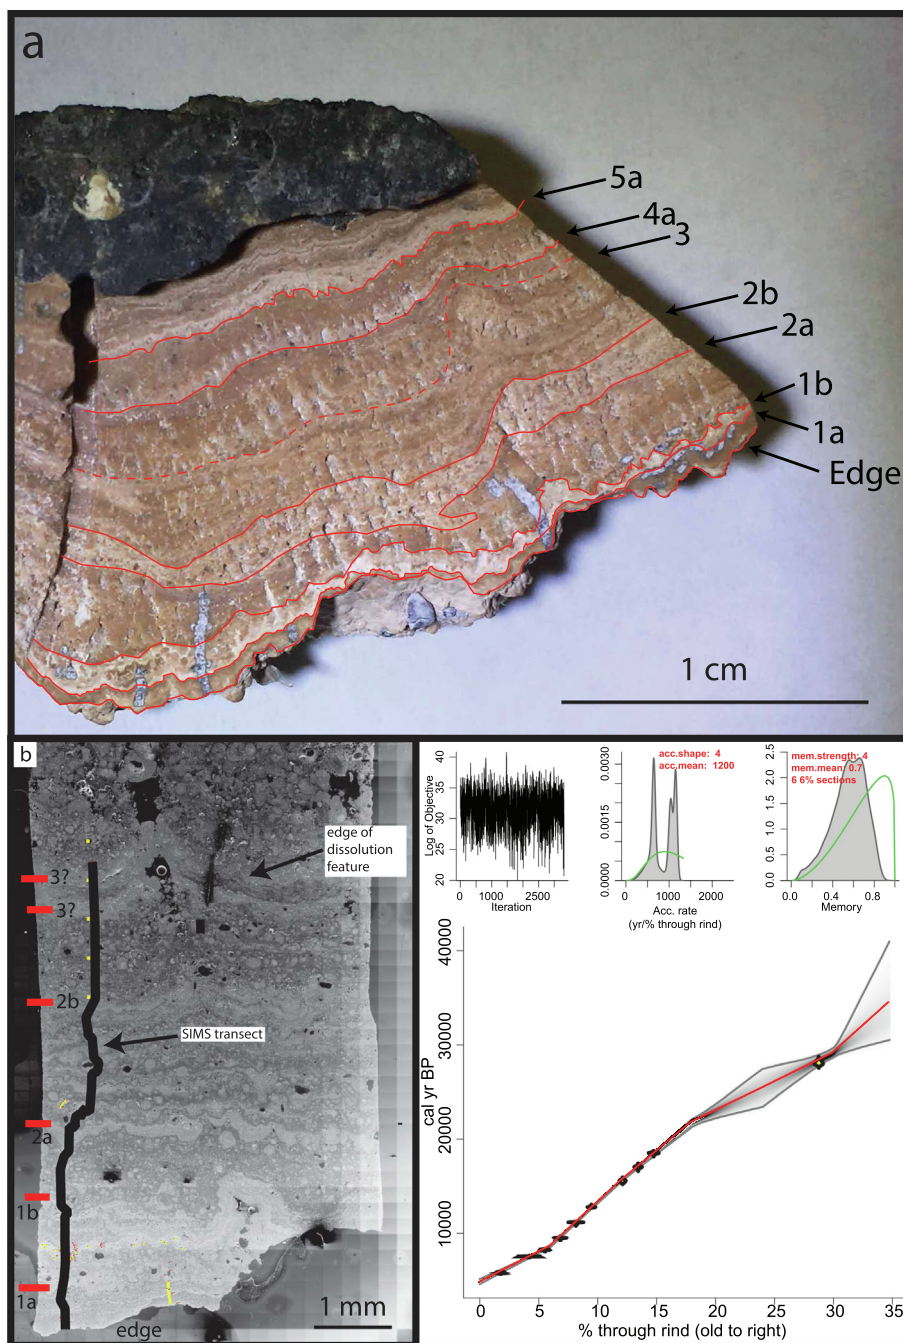 a
5a
4a
3
2b
2a
1b
1a
Edge
1 cm
b
edge of
dissolution
feature
3?
3?
2b
SIMS transect
2a
1b
1a
1 mm
edge
Log of Objective
20 25 30 35 40
0 1000 2500
Iteration
acc.shape: 4
acc.mean: 1200
0.0000 0.0015 0.0030
0 1000 2000
Acc. rate
(yr/% through rind)
mem.strength: 4
mem.mean: 0.7
6 6% sections
0.0 0.5 1.0 1.5 2.0 2.5
0.0 0.4 0.8
Memory
cal yr BP
10000 20000 30000 40000
0 5 10 15 20 25 30 35
% through rind (old to right)